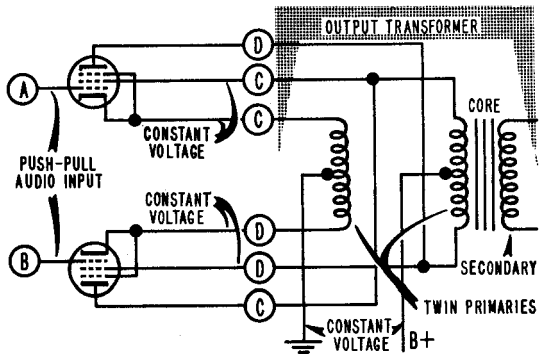 OUTPUT TRANSFORMER
D
C
C
A
CONSTANT
VOLTAGE
CORE
PUSH-PULL
AUDIO INPUT
CONSTANT
VOLTAGE
D
D
C
B
SECONDARY
TWIN PRIMARIES
CONSTANT
VOLTAGE
B+